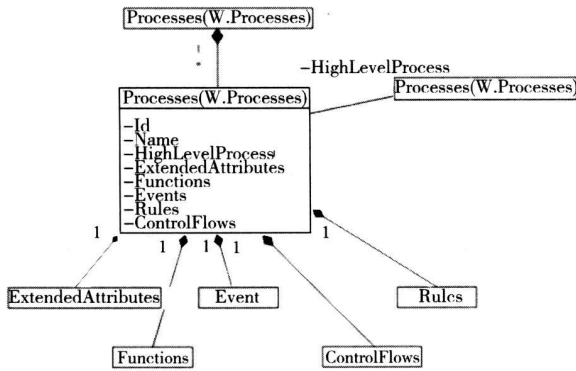 Processes(W.Processes)
-HighLevelProcess
Processes(W.Processes)
Processes(W.Processes)
-Id
-Name
-HighLevelProcess
-ExtendedAttributes
-Functions
-Events
-Rules
-ControlFlows
1 1 1 1 1
ExtendedAttributes
Event
Rulcs
Functions
ControlFlows